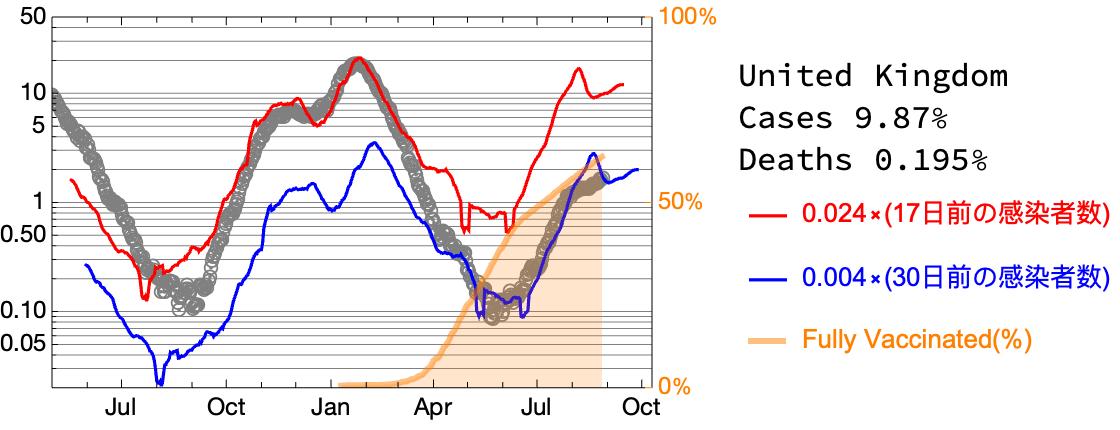 50
10
5
1
0.50
0.10
0.05
100%
50%
0%
Jul
Oct
Jan
Apr
Jul
Oct
United Kingdom
Cases 9.87%
Deaths 0.195%
0.024×(17日前の感染者数)
0.004×(30日前の感染者数)
Fully Vaccinated(%)